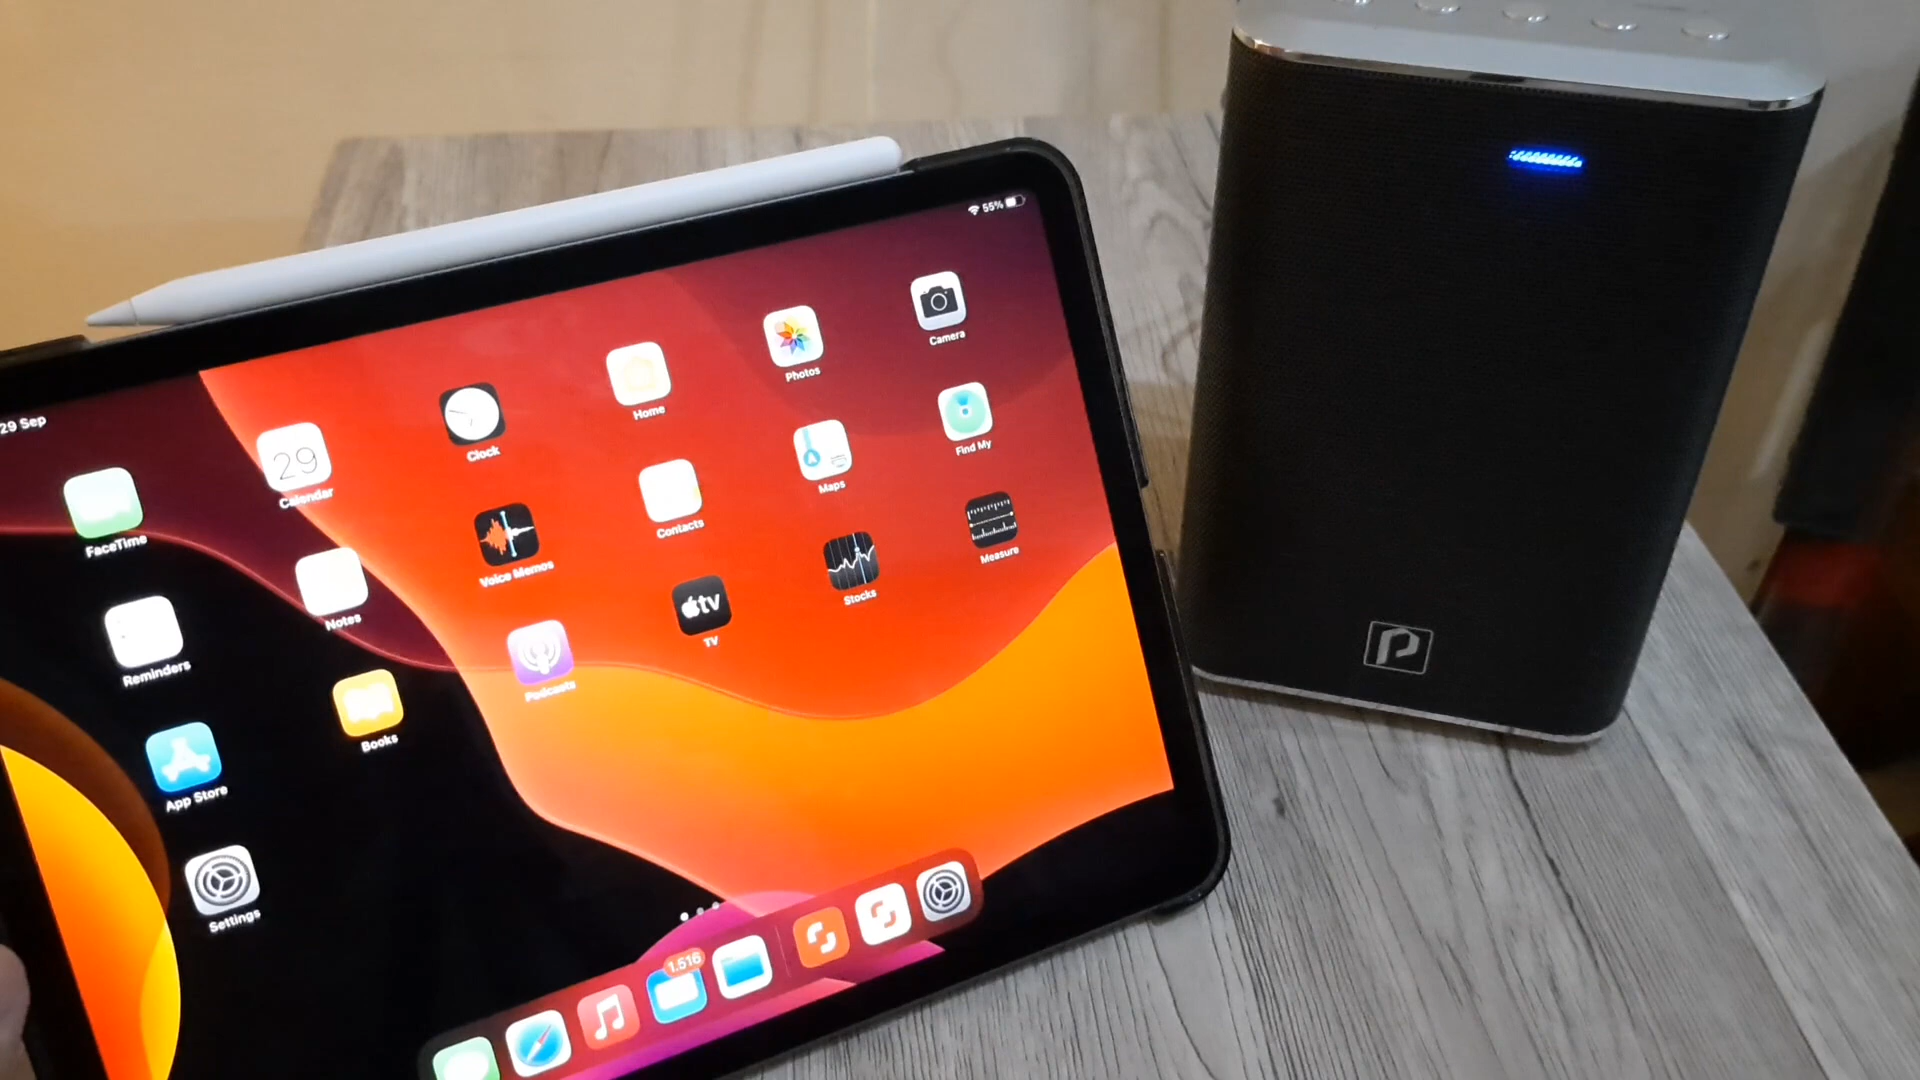 29 Sep
55%
FaceTime
29
Calendar
Clock
Home
Photos
Camera
Reminders
Notes
Voice Memos
Contacts
Maps
Find My
App Store
Books
Podcasts
tv
TV
Stocks
Measure
Settings
1.516
P